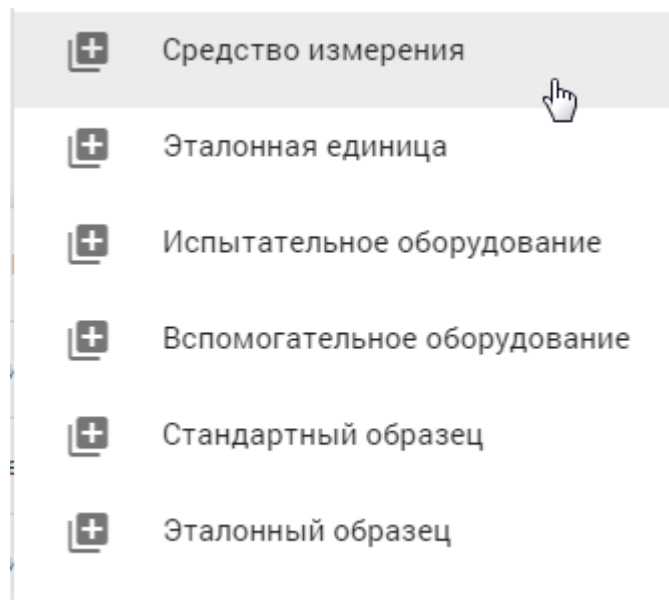 Средство измерения
Эталонная единица
Испытательное оборудование
Вспомогательное оборудование
Стандартный образец
Эталонный образец